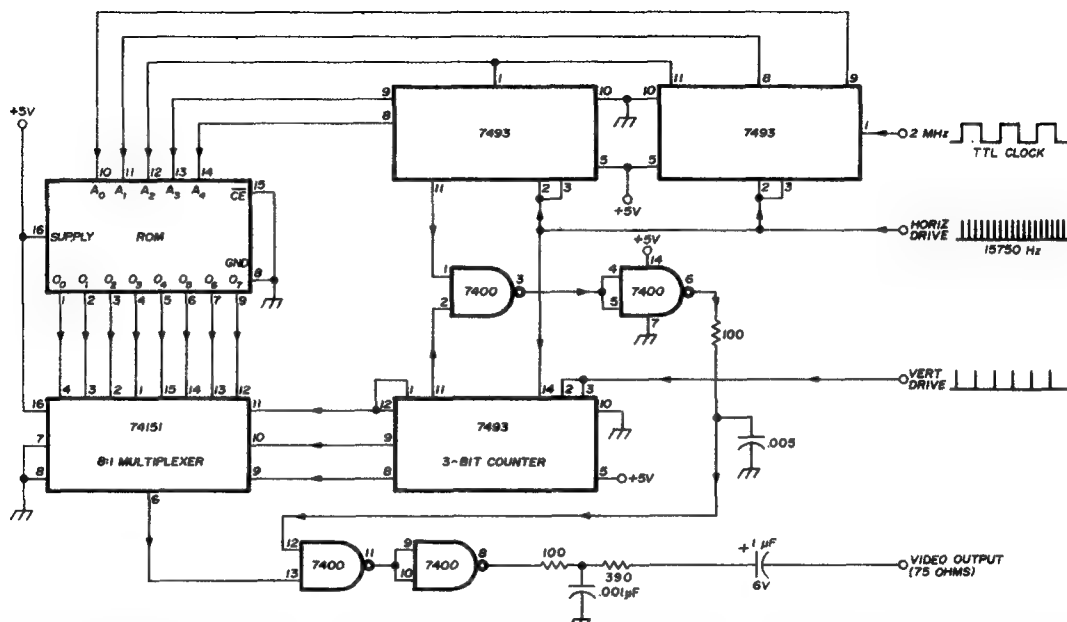 1
11
8
9
9
8
7493
10
5
10
5
7493
1
2 MHz
TTL CLOCK
+5V
10
11
12
13
14
A0
A1
A2
A3
A4
15
CE
16
SUPPLY
ROM
GND
8
O0
O1
O2
O3
O4
O5
O6
O7
1
2
3
4
5
6
7
9
11
2
3
+5V
2
3
HORIZ
DRIVE
15750 Hz
1
2
7400
3
+5V
14
4
5
7400
6
7
100
4
3
2
1
15
14
13
12
16
7
8
74151
8:1 MULTIPLEXER
11
10
9
6
12
1
11
14
2
3
9
8
7493
3-BIT COUNTER
10
5
+5V
VERT
DRIVE
.005
12
13
7400
11
9
10
7400
8
100
390
.001µF
+1 µF
6V
VIDEO OUTPUT
(75 OHMS)